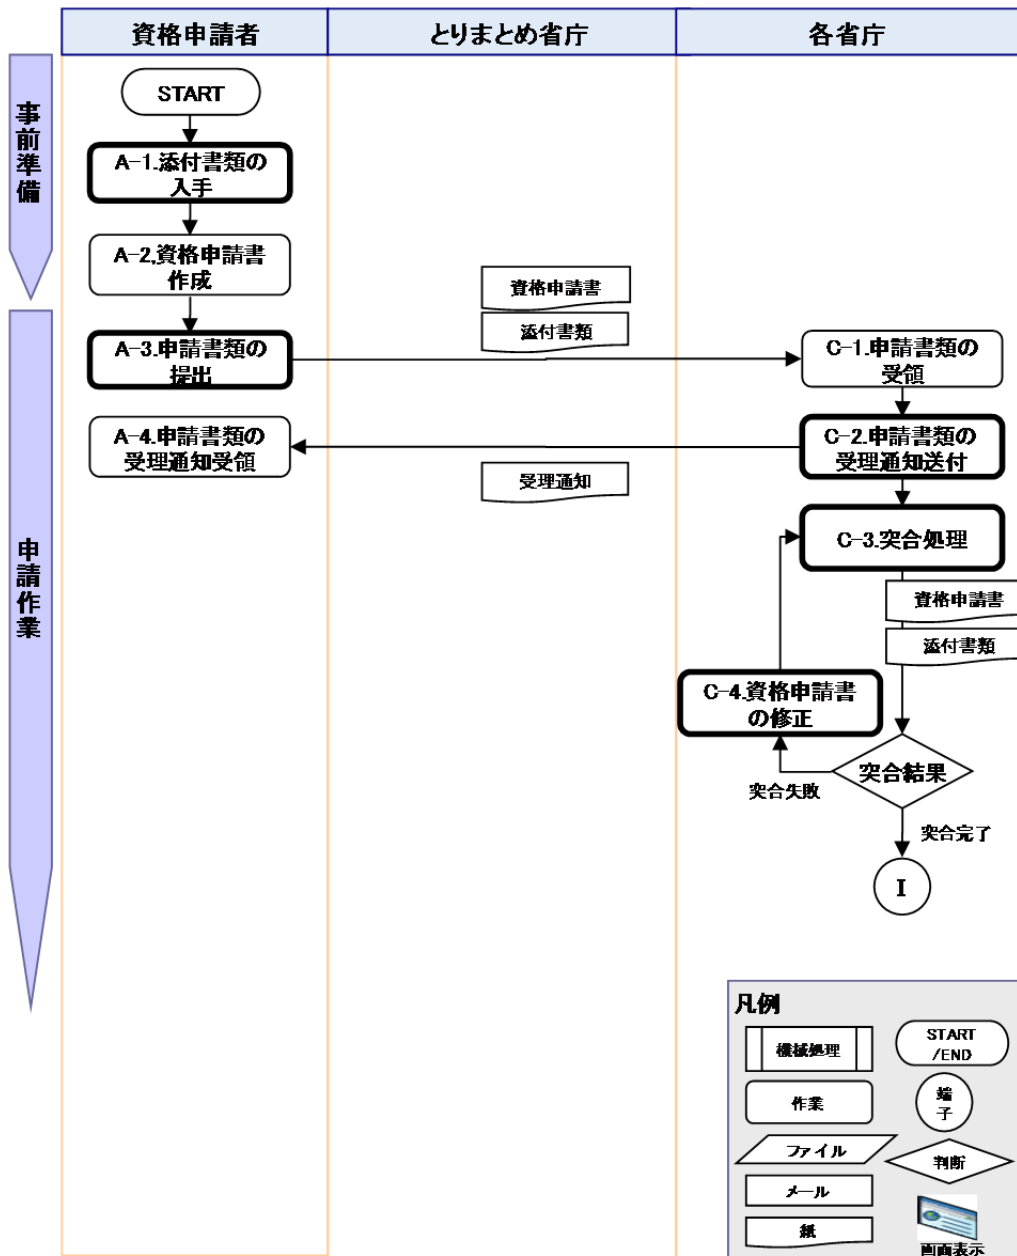 資格申請者
とりまとめ省庁
各省庁
事前準備
START
A-1.添付書類の
入手
A-2.資格申請書
作成
資格申請書
添付書類
A-3.申請書類の
提出
C-1.申請書類の
受領
A-4.申請書類の
受理通知受領
C-2.申請書類の
受理通知送付
受理通知
申請作業
C-3.突合処理
資格申請書
添付書類
C-4.資格申請書
の修正
突合結果
突合失敗
突合完了
I
凡例
機械処理
START
/END
作業
端
子
ファイル
判断
メール
紙
画面表示